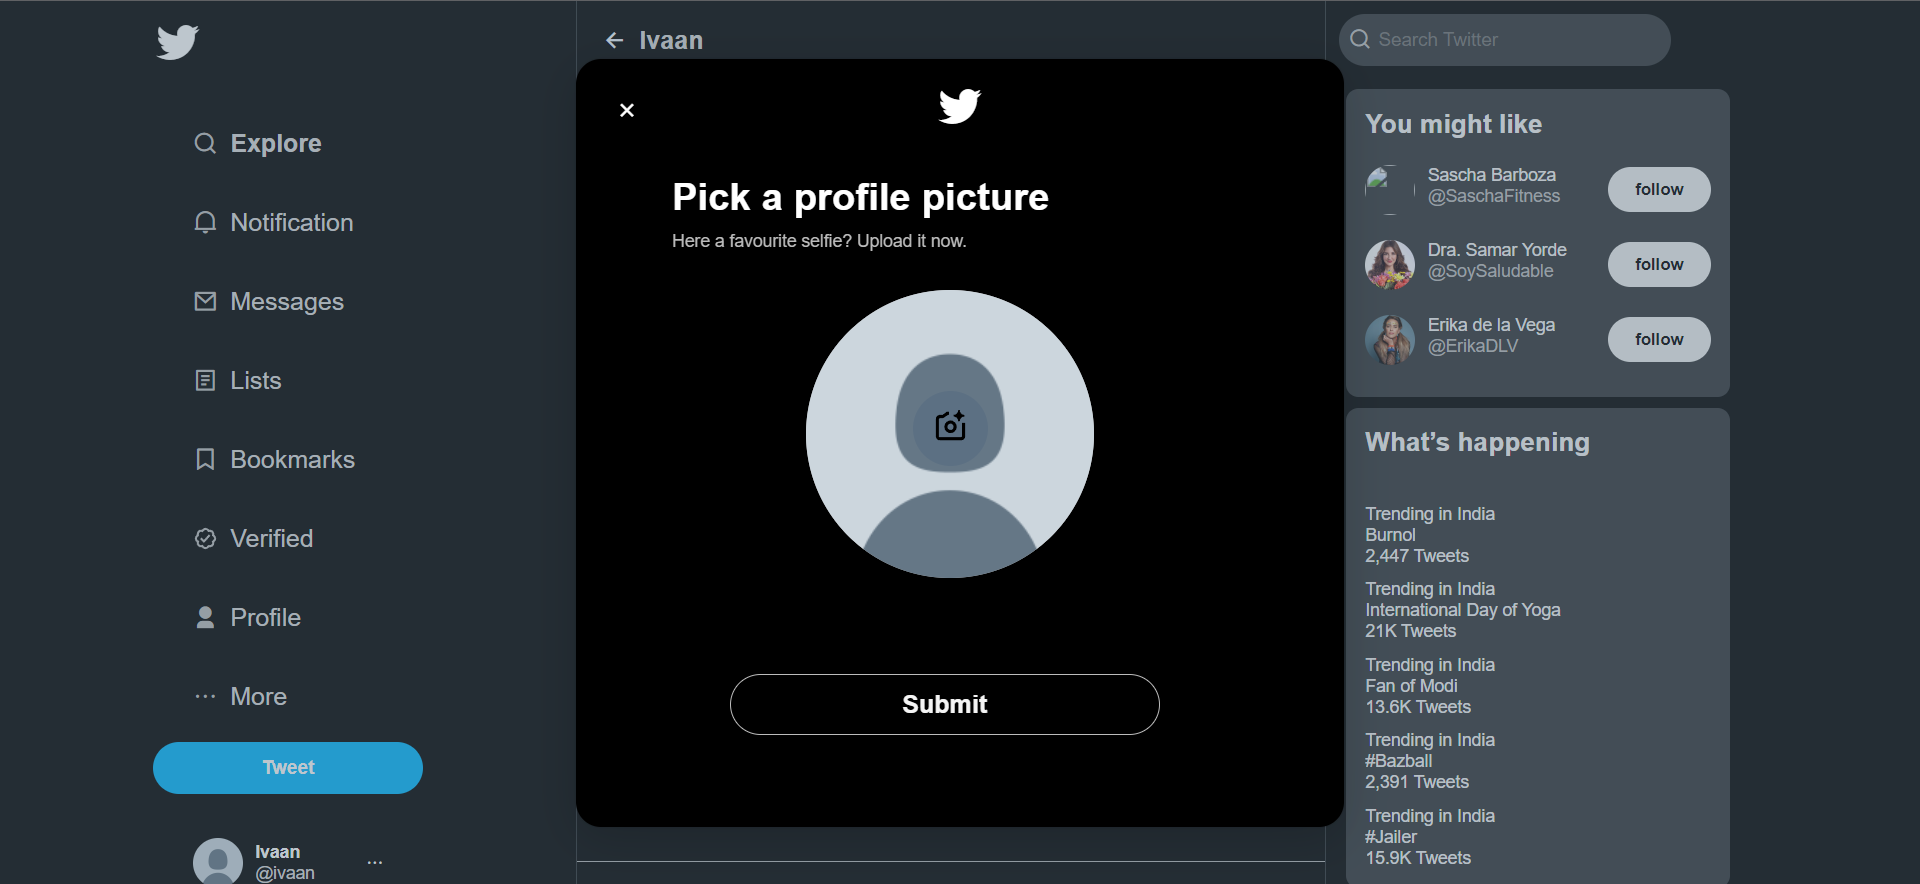 Explore
Notification
Messages
Lists
Bookmarks
Verified
Profile
More
Tweet
Ivaan
@ivaan
Ivaan
Pick a profile picture
Here a favourite selfie? Upload it now.
Submit
Search Twitter
You might like
Sascha Barboza
@SaschaFitness
follow
Dra. Samar Yorde
@SoySaludable
follow
Erika de la Vega
@ErikaDLV
follow
What’s happening
Trending in India
Burnol
2,447 Tweets
Trending in India
International Day of Yoga
21K Tweets
Trending in India
Fan of Modi
13.6K Tweets
Trending in India
#Bazball
2,391 Tweets
Trending in India
#Jailer
15.9K Tweets